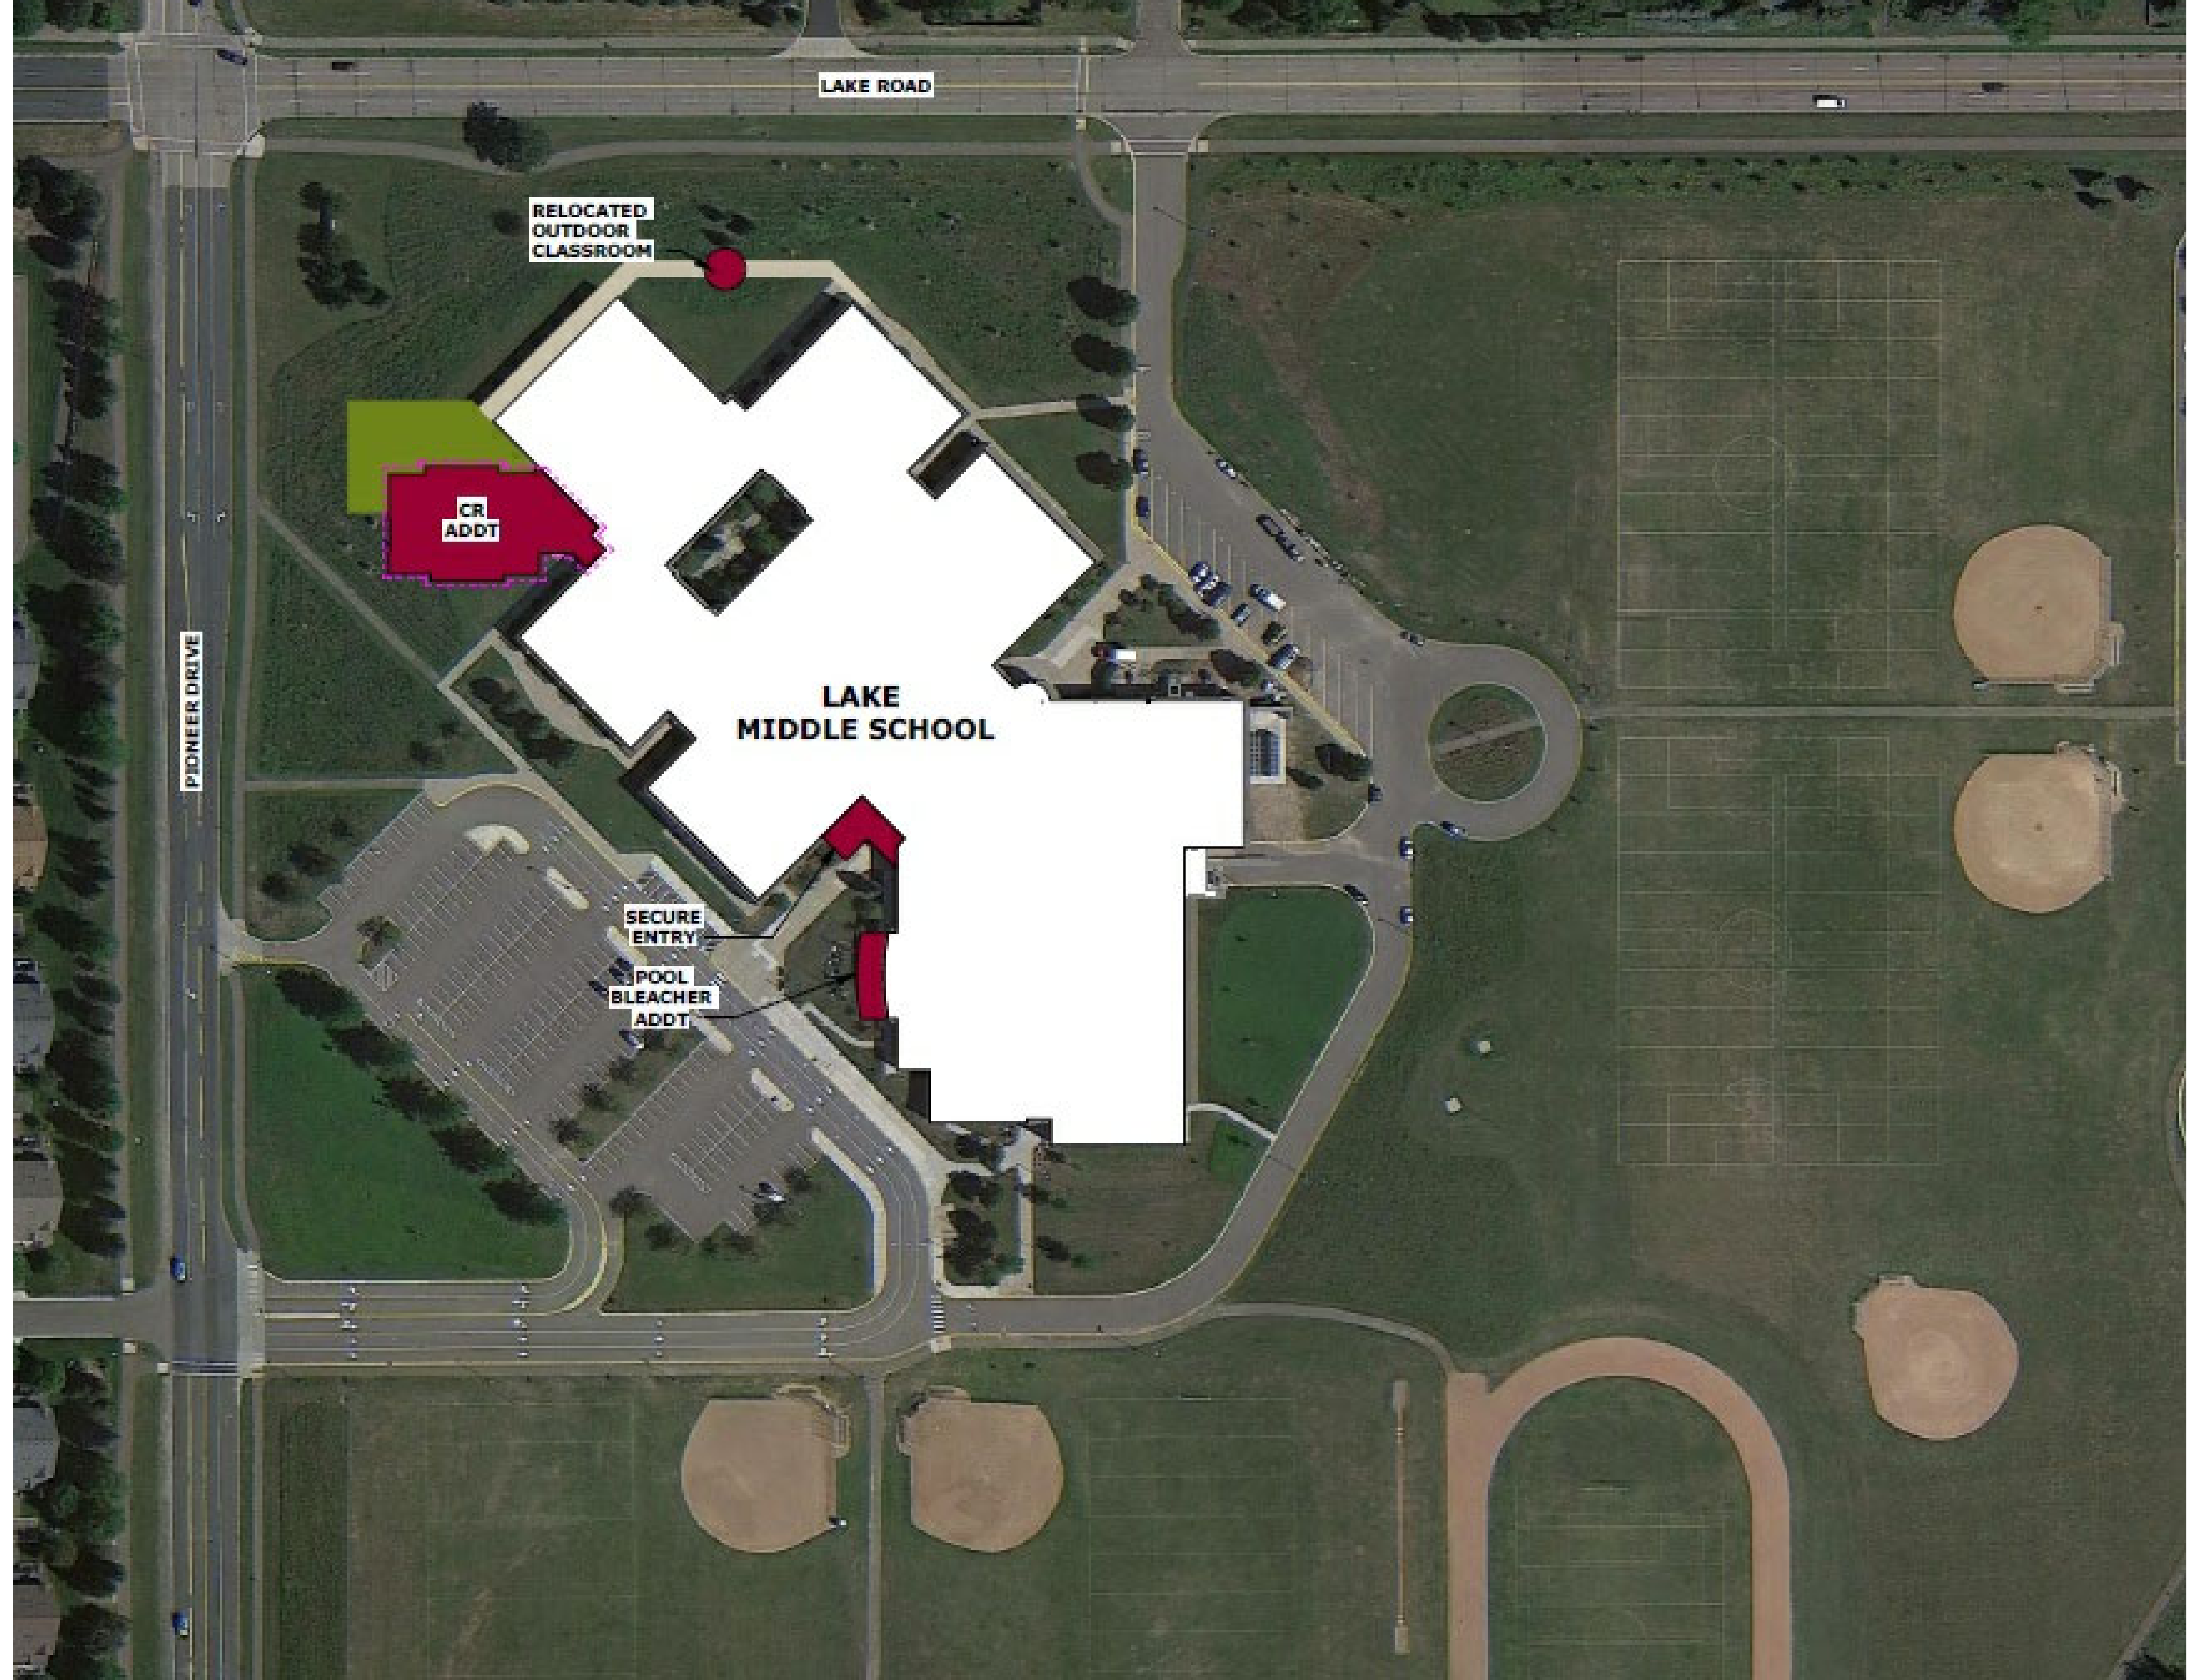 LAKE ROAD
RELOCATED
OUTDOOR
CLASSROOM
CR
ADDT
PIONEER DRIVE
LAKE
MIDDLE SCHOOL
SECURE
ENTRY
POOL
BLEACHER
ADDT